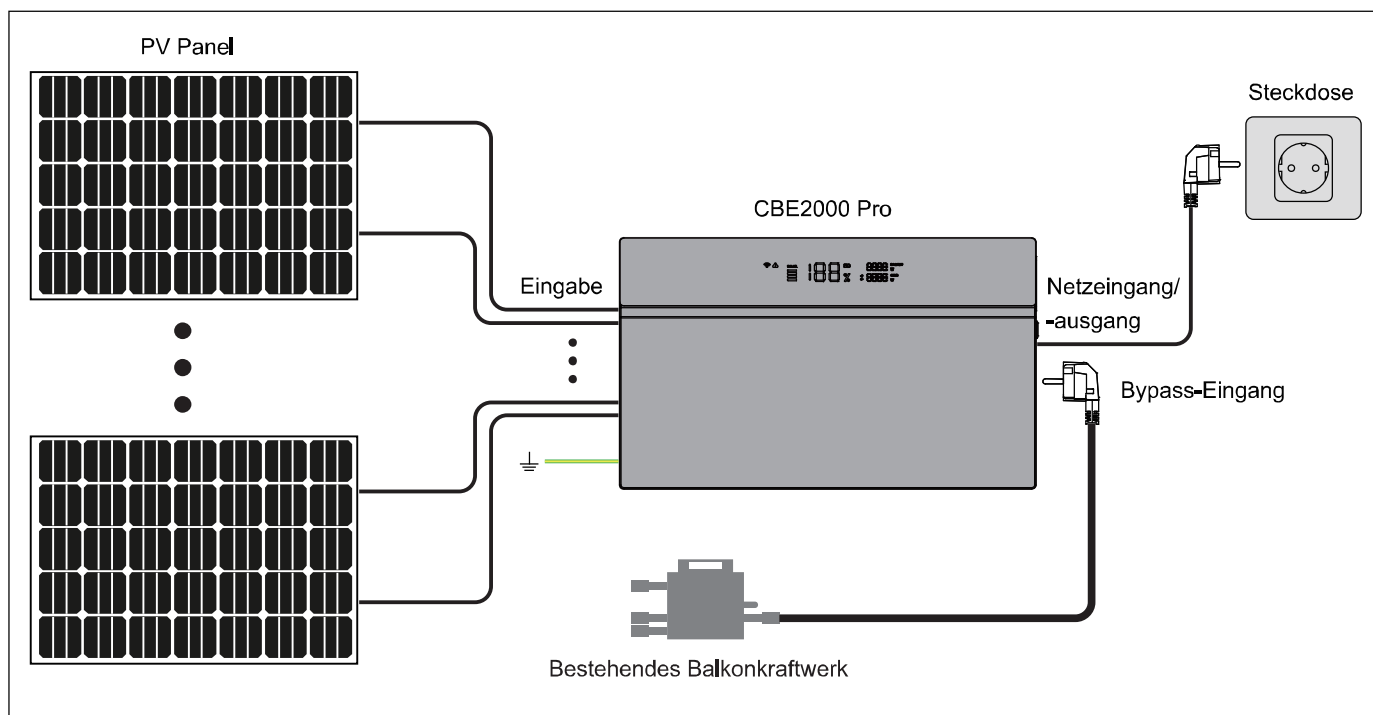 PV Panel
Steckdose
CBE2000 Pro
Eingabe
Netzeingang/
-ausgang
Bypass-Eingang
Bestehendes Balkonkraftwerk